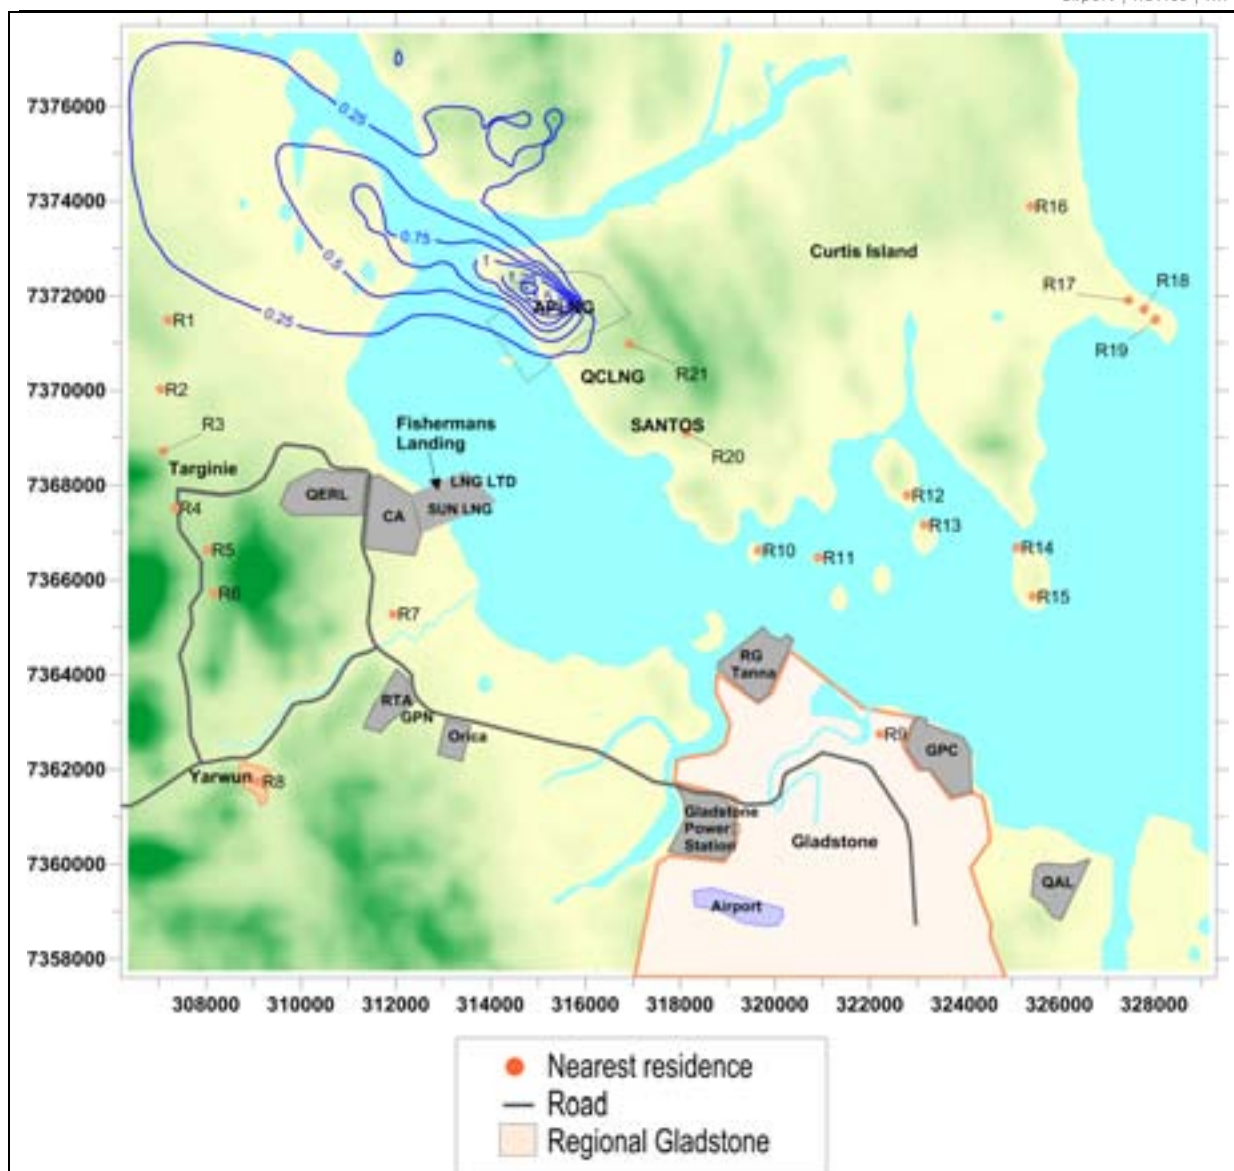 7376000
0.25
7374000
R16
0.75
Curtis Island
0.5
1
7372000
R17
R18
APLNG
0.25
R1
R19
R21
QCLNG
7370000
R2
R3
Fishermans
Landing
SANTOS
R20
Targinie
7368000
QERL
LNG LTD
SUN LNG
R12
R4
CA
R13
R5
R10
R11
R14
7366000
R6
R15
R7
7364000
RG
Tanna
RTA
GPN
Orica
R9
GPC
7362000
Yarwun
R8
Gladstone
Power
Station
Gladstone
7360000
QAL
Airport
7358000
308000 310000 312000 314000 316000 318000 320000 322000 324000 326000 328000
Nearest residence
Road
Regional Gladstone